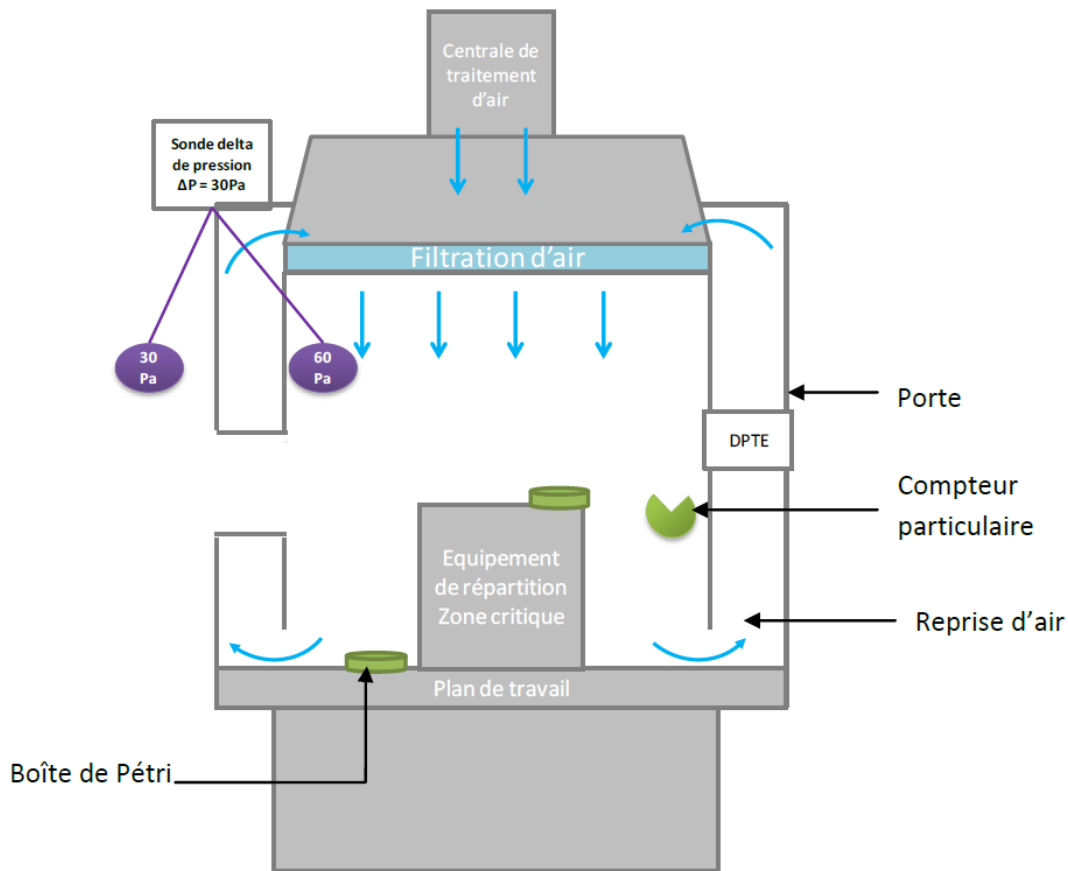 Centrale de
traitement
d'air
Sonde delta
de pression
ΔP = 30Pa
Filtration d'air
30
Pa
60
Pa
Porte
DPTE
Compteur
particulaire
Equipement
de répartition
Zone critique
Reprise d'air
Plan de travail
Boîte de Pétri